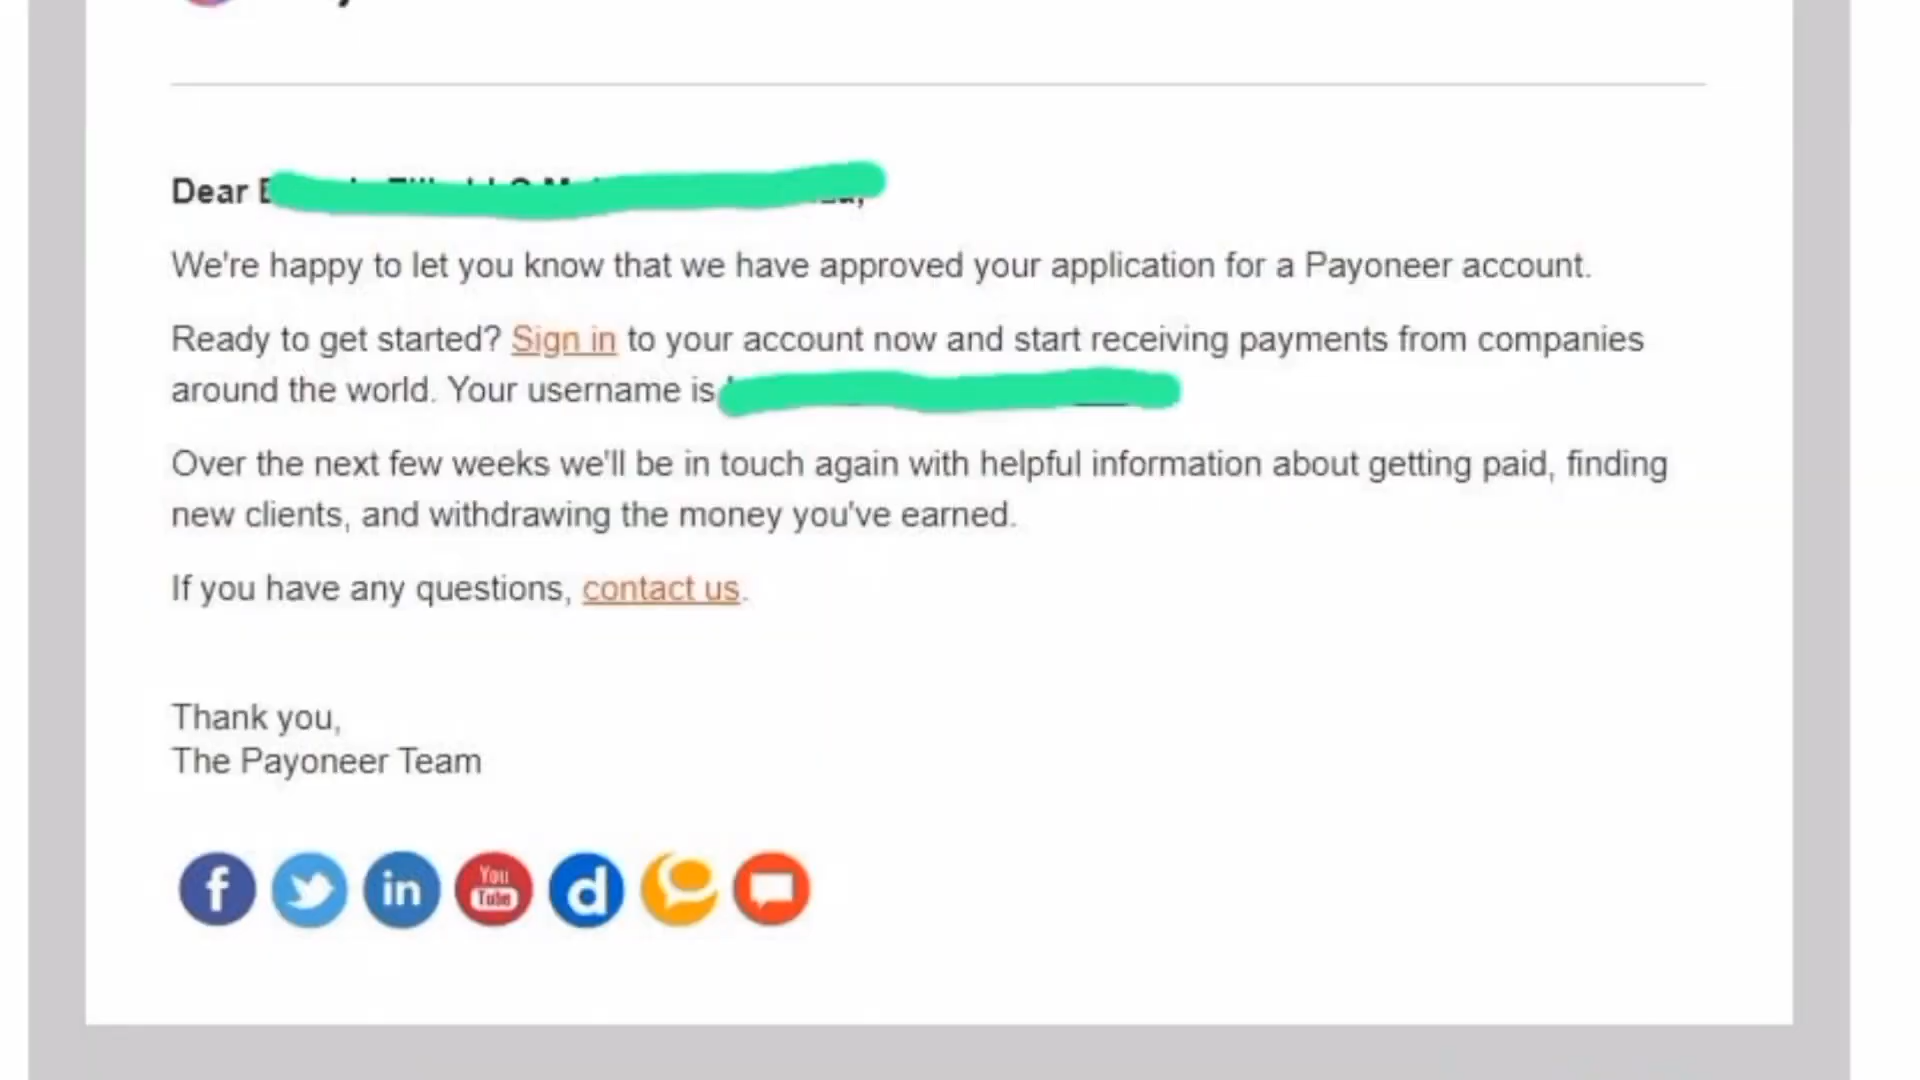 Dear
We're happy to let you know that we have approved your application for a Payoneer account.
Ready to get started? Sign in to your account now and start receiving payments from companies
around the world. Your username is
Over the next few weeks we'll be in touch again with helpful information about getting paid, finding
new clients, and withdrawing the money you've earned.
If you have any questions, contact us.
Thank you,
The Payoneer Team
f in You Tube d